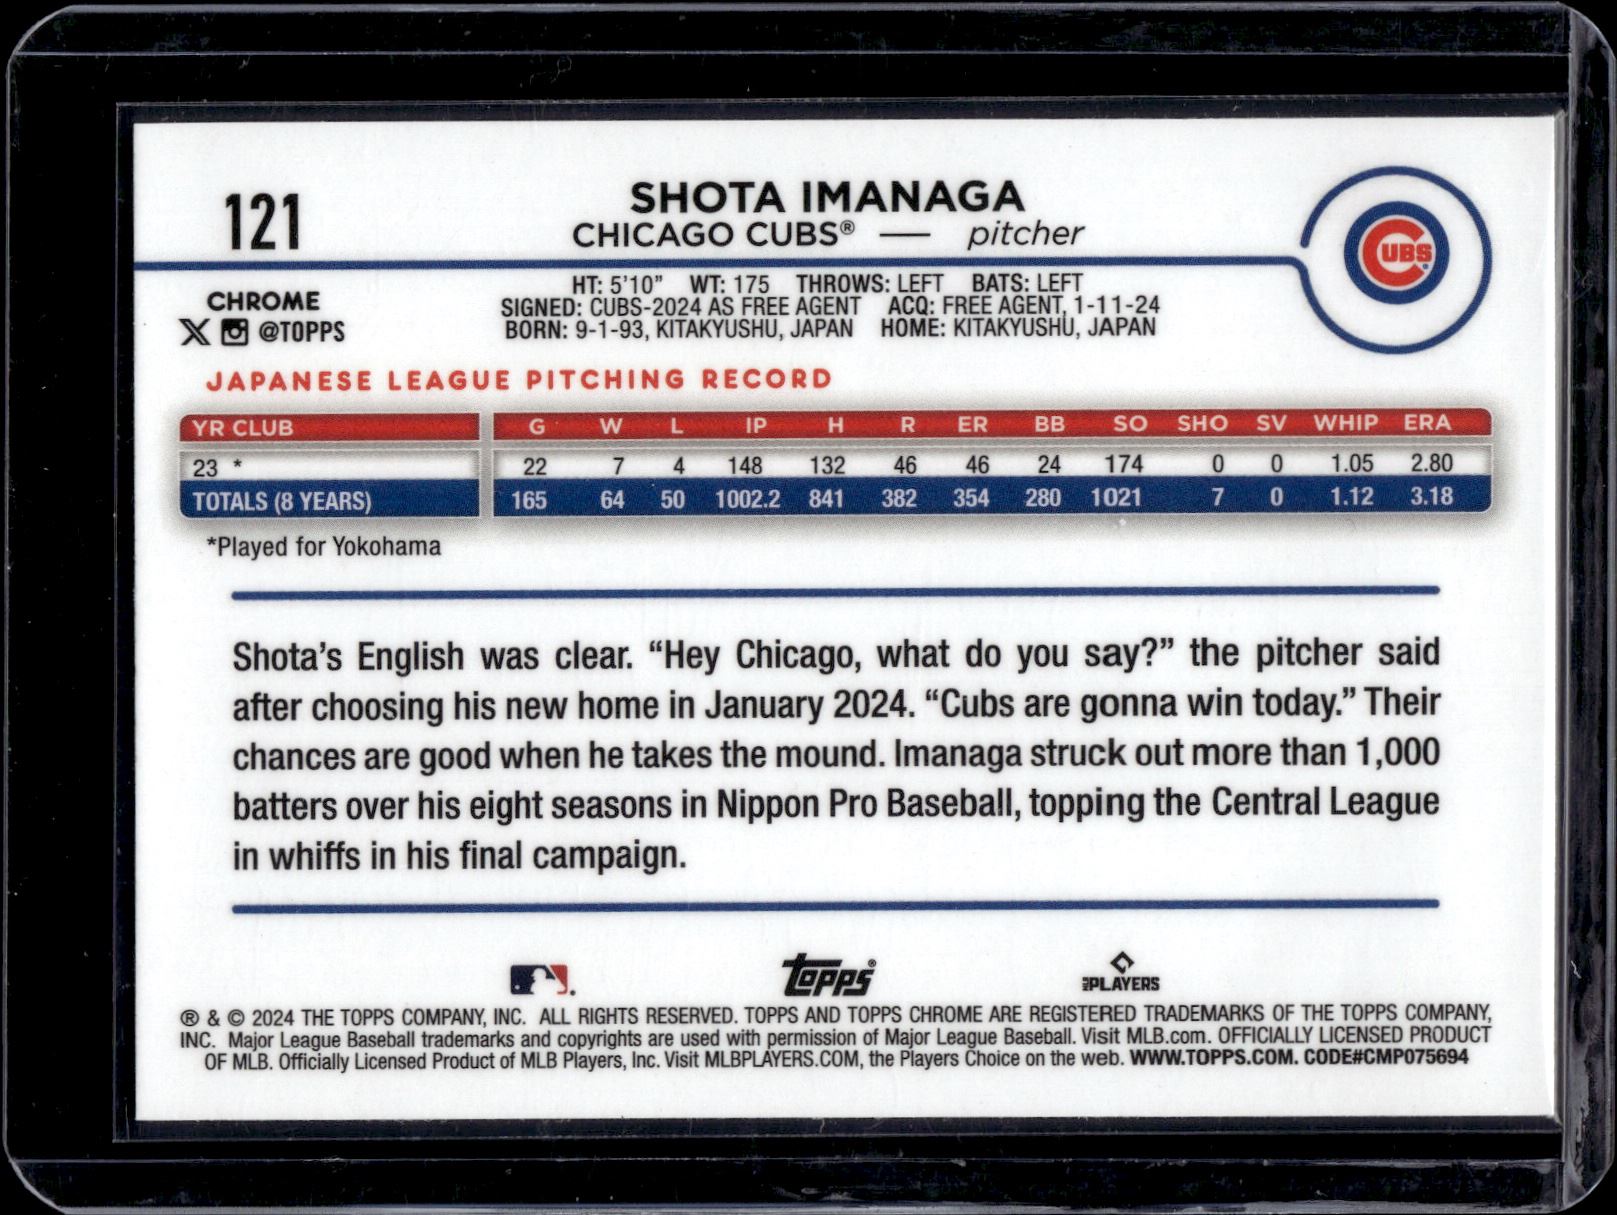 121
SHOTA IMANAGA
CHICAGO CUBS® — pitcher
CUBS
HT: 5'10" WT: 175 THROWS: LEFT BATS: LEFT
SIGNED: CUBS-2024 AS FREE AGENT ACQ: FREE AGENT, 1-11-24
BORN: 9-1-93, KITAKYUSHU, JAPAN HOME: KITAKYUSHU, JAPAN
CHROME
X @TOPPS
JAPANESE LEAGUE PITCHING RECORD
YR CLUB G W L IP H R ER BB SO SHO SV WHIP ERA
23 * 22 7 4 148 132 46 46 24 174 0 0 1.05 2.80
TOTALS (8 YEARS) 165 64 50 1002.2 841 382 354 280 1021 7 0 1.12 3.18
*Played for Yokohama
Shota's English was clear. “Hey Chicago, what do you say?” the pitcher said
after choosing his new home in January 2024. “Cubs are gonna win today.” Their
chances are good when he takes the mound. Imanaga struck out more than 1,000
batters over his eight seasons in Nippon Pro Baseball, topping the Central League
in whiffs in his final campaign.
Topps® MLB PLAYERS
® & © 2024 THE TOPPS COMPANY, INC. ALL RIGHTS RESERVED. TOPPS AND TOPPS CHROME ARE REGISTERED TRADEMARKS OF THE TOPPS COMPANY,
INC. Major League Baseball trademarks and copyrights are used with permission of Major League Baseball. Visit MLB.com. OFFICIALLY LICENSED PRODUCT
OF MLB. Officially Licensed Product of MLB Players, Inc. Visit MLBPLAYERS.COM, the Players Choice on the web. WWW.TOPPS.COM. CODE#CMP075694